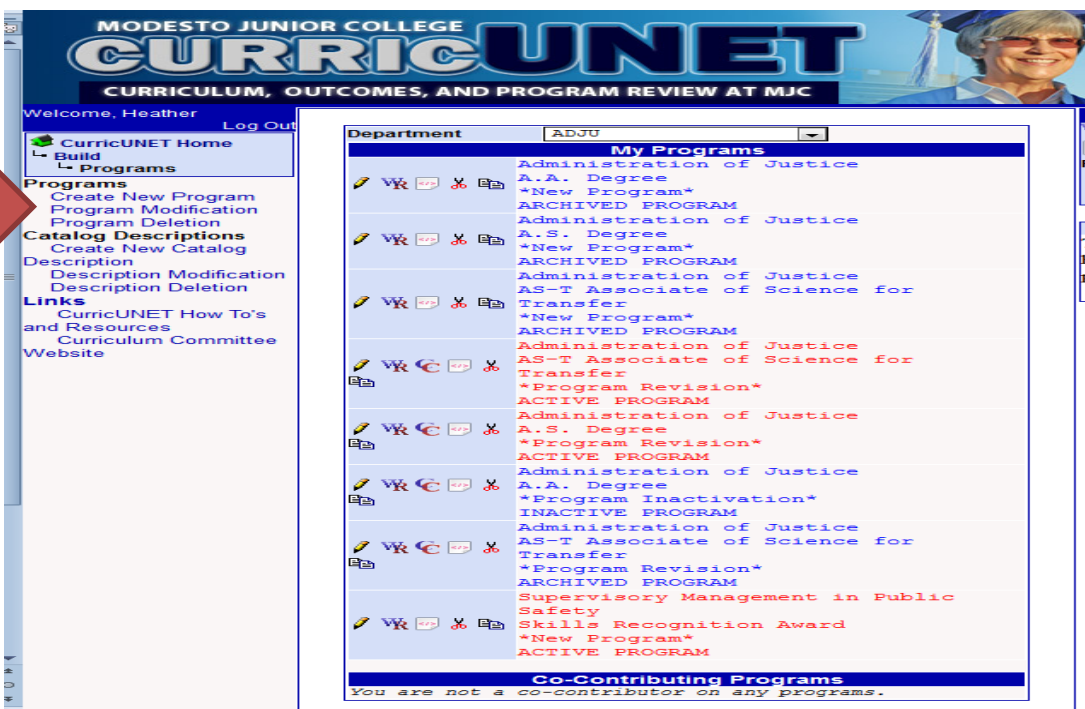 MODESTO JUNIOR COLLEGE
CURRICUNET
CURRICULUM, OUTCOMES, AND PROGRAM REVIEW AT MJC
Welcome, Heather
Log Out
CurricUNET Home
Build
Programs
Programs
Create New Program
Program Modification
Program Deletion
Catalog Descriptions
Create New Catalog
Description
Description Modification
Description Deletion
Links
CurricUNET How To's
and Resources
Curriculum Committee
Website
Department ADJU
My Programs
Administration of Justice
A.A. Degree
*New Program*
ARCHIVED PROGRAM
Administration of Justice
A.S. Degree
*New Program*
ARCHIVED PROGRAM
Administration of Justice
AS-T Associate of Science for
Transfer
*New Program*
ARCHIVED PROGRAM
Administration of Justice
AS-T Associate of Science for
Transfer
*Program Revision*
ACTIVE PROGRAM
Administration of Justice
A.S. Degree
*Program Revision*
ACTIVE PROGRAM
Administration of Justice
A.A. Degree
*Program Inactivation*
INACTIVE PROGRAM
Administration of Justice
AS-T Associate of Science for
Transfer
*Program Revision*
ARCHIVED PROGRAM
Supervisory Management in Public
Safety
Skills Recognition Award
*New Program*
ACTIVE PROGRAM
Co-Contributing Programs
You are not a co-contributor on any programs.